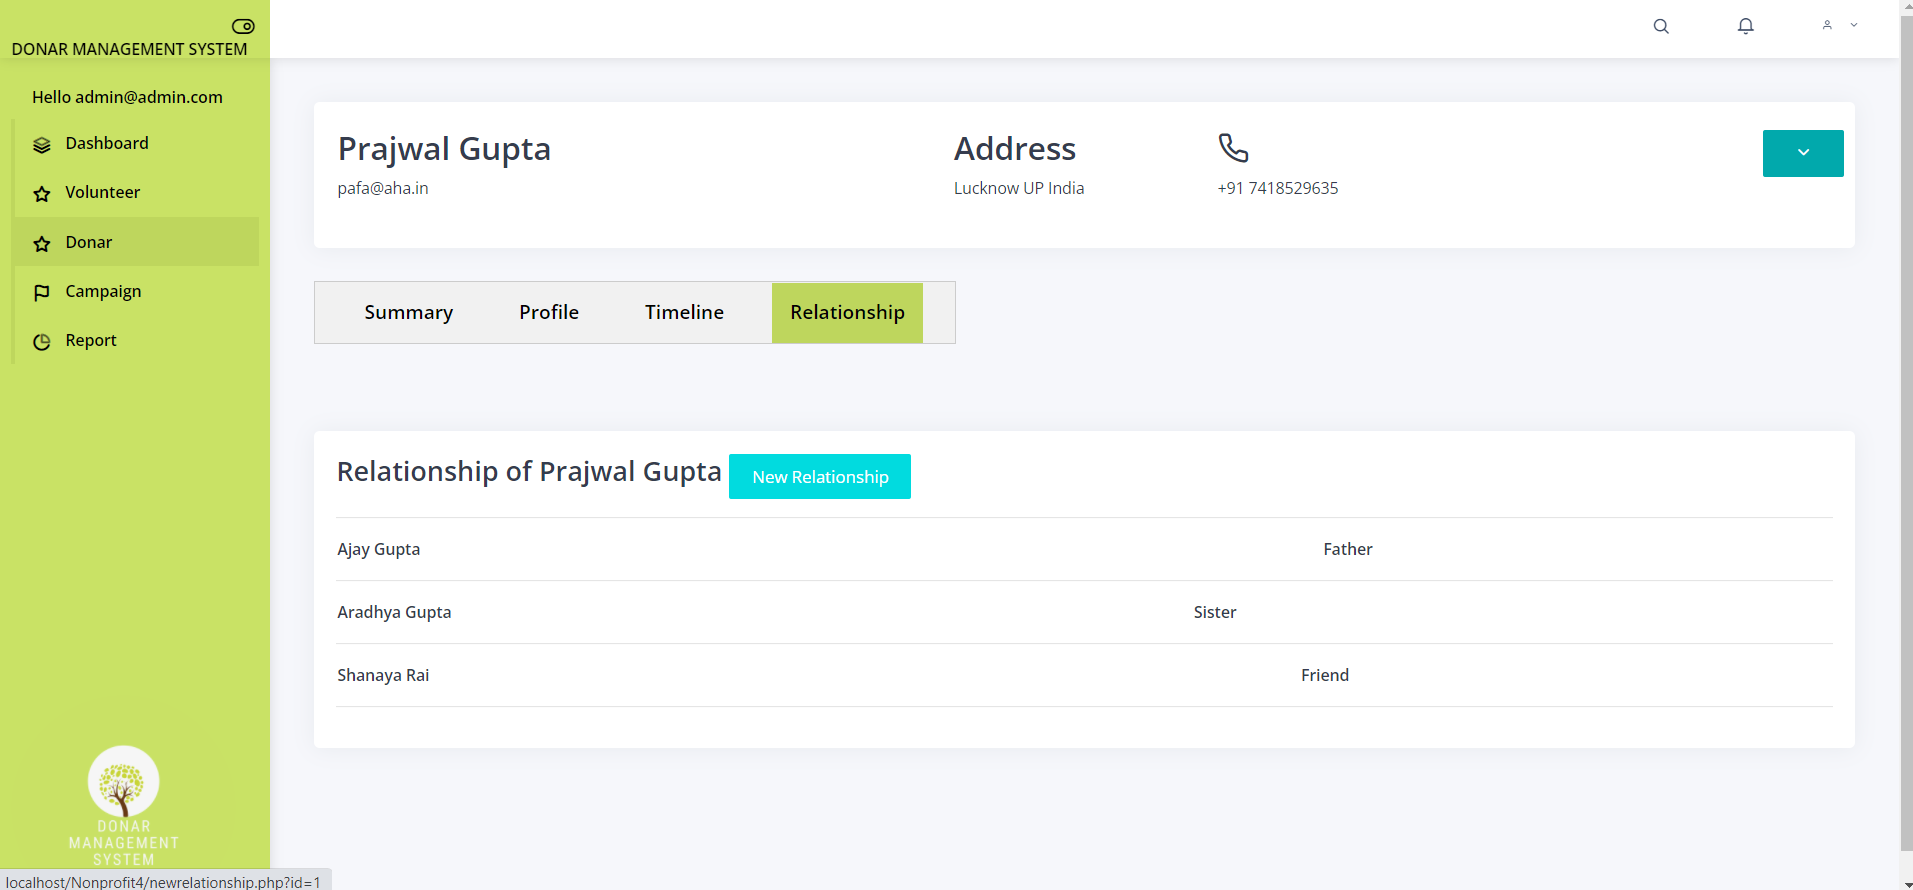 DONAR MANAGEMENT SYSTEM
Hello admin@admin.com
Dashboard
Volunteer
Donar
Campaign
Report
DONAR
MANAGEMENT
SYSTEM
localhost/Nonprofit4/newrelationship.php?id=1
Prajwal Gupta
pafa@aha.in
Address
Lucknow UP India
+91 7418529635
Summary Profile Timeline Relationship
Relationship of Prajwal Gupta New Relationship
Ajay Gupta Father
Aradhya Gupta Sister
Shanaya Rai Friend